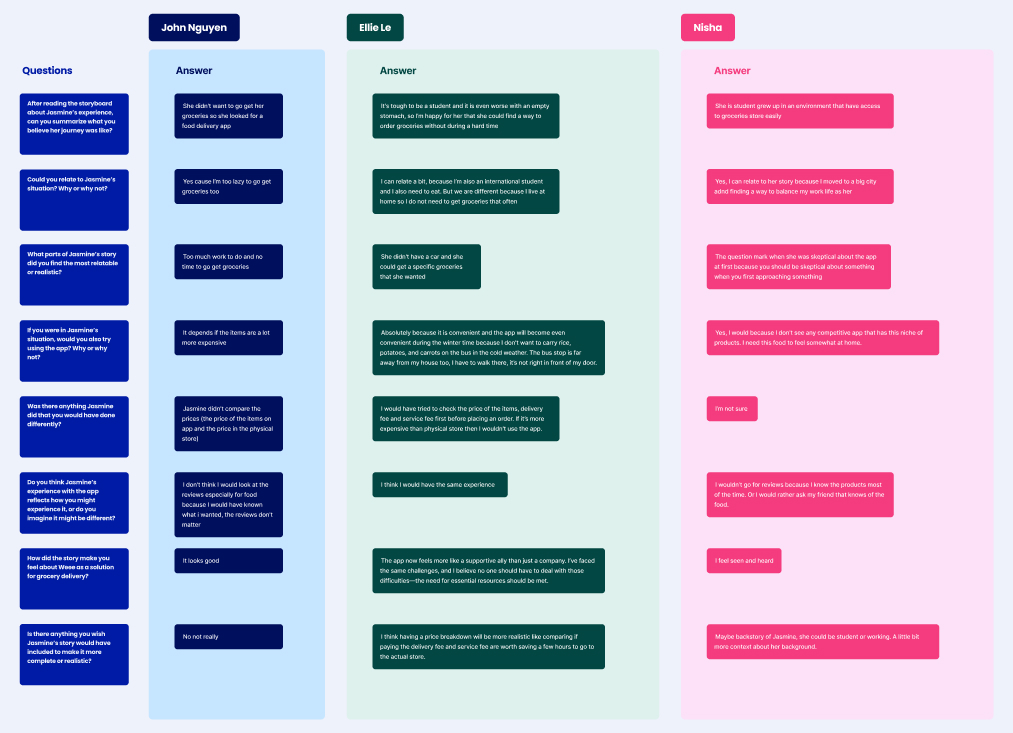 John Nguyen
Ellie Le
Nisha
Questions
Answer
Answer
Answer
After reading the storyboard
about Jasmine's experience,
can you summarize what you
believe her journey was like?
She didn't want to go get her
groceries so she looked for a
food delivery app
It's tough to be a student and it is even worse with an empty
stomach, so I'm happy for her that she could find a way to
order groceries without during a hard time
She is student grew up in an environment that have access
to groceries store easily
Could you relate to Jasmine's
situation? Why or why not?
Yes cause I'm too lazy to go get
groceries too
I can relate a bit, because I'm also an international student
and I also need to eat. But we are different because I live at
home so I do not need to get groceries that often
Yes, I can relate to her story because I moved to a big city
adnd finding a way to balance my work life as her
What parts of Jasmine's story
did you find the most relatable
or realistic?
Too much work to do and no
time to go get groceries
She didn't have a car and she
could get a specific groceries
that she wanted
The question mark when she was skeptical about the app
at first because you should be skeptical about something
when you first approaching something
If you were in Jasmine's
situation, would you also try
using the app? Why or why
not?
It depends if the items are a lot
more expensive
Absolutely because it is convenient and the app will become even
convenient during the winter time because I don't want to carry rice,
potatoes, and carrots on the bus in the cold weather. The bus stop is far
away from my house too, I have to walk there, it's not right in front of my door.
Yes, I would because I don't see any competitive app that has this niche of
products. I need this food to feel somewhat at home.
Was there anything Jasmine
did that you would have done
differently?
Jasmine didn't compare the
prices (the price of the items on
app and the price in the physical
store)
I would have tried to check the price of the items, delivery
fee and service fee first before placing an order. If it's more
expensive than physical store then I wouldn't use the app.
I'm not sure
Do you think Jasmine's
experience with the app
reflects how you might
experience it, or do you
imagine it might be different?
I don't think I would look at the
reviews especially for food
because I would have known
what i wanted, the reviews don't
matter
I think I would have the same experience
I wouldn't go for reviews because I know the products most
of the time. Or I would rather ask my friend that knows of the
food.
How did the story make you
feel about Weee as a solution
for grocery delivery?
It looks good
The app now feels more like a supportive ally than just a company. I've faced
the same challenges, and I believe no one should have to deal with those
difficulties—the need for essential resources should be met.
I feel seen and heard
Is there anything you wish
Jasmine's story would have
included to make it more
complete or realistic?
No not really
I think having a price breakdown will be more realistic like comparing if
paying the delivery fee and service fee are worth saving a few hours to go to
the actual store.
Maybe backstory of Jasmine, she could be student or working. A little bit
more context about her background.